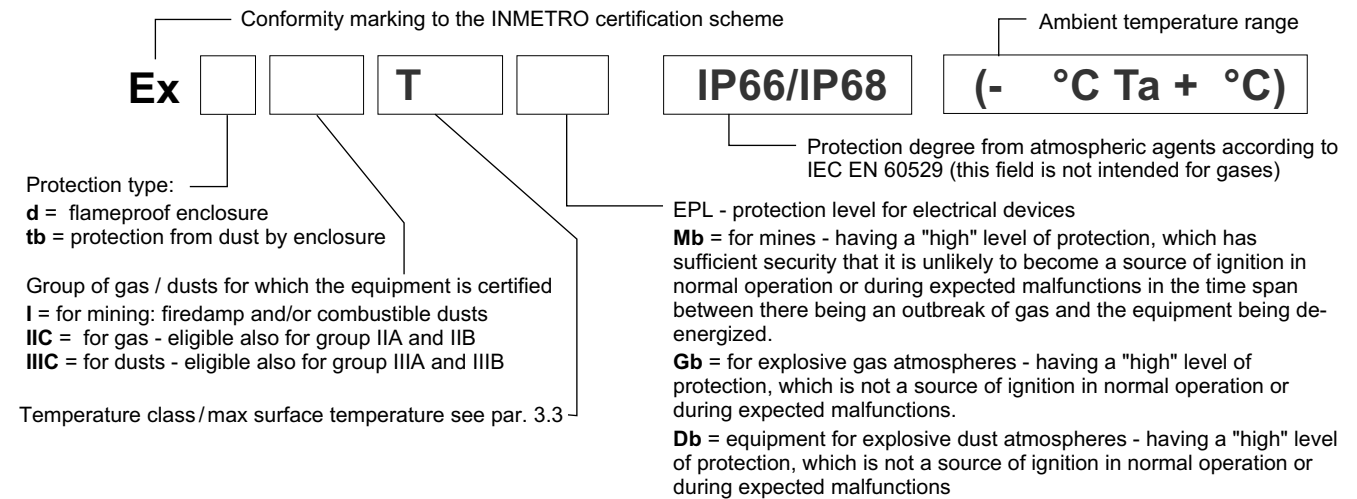 Conformity marking to the INMETRO certification scheme
Ambient temperature range
Ex T IP66/IP68 (- °C Ta + °C)
Protection degree from atmospheric agents according to
IEC EN 60529 (this field is not intended for gases)
Protection type:
d = flameproof enclosure
tb = protection from dust by enclosure
Group of gas / dusts for which the equipment is certified
I = for mining: firedamp and/or combustible dusts
IIC = for gas - eligible also for group IIA and IIB
IIIC = for dusts - eligible also for group IIIA and IIIB
Temperature class/max surface temperature see par. 3.3
EPL - protection level for electrical devices
Mb = for mines - having a "high" level of protection, which has
sufficient security that it is unlikely to become a source of ignition in
normal operation or during expected malfunctions in the time span
between there being an outbreak of gas and the equipment being de-
energized.
Gb = for explosive gas atmospheres - having a "high" level of
protection, which is not a source of ignition in normal operation or
during expected malfunctions.
Db = equipment for explosive dust atmospheres - having a "high" level
of protection, which is not a source of ignition in normal operation or
during expected malfunctions